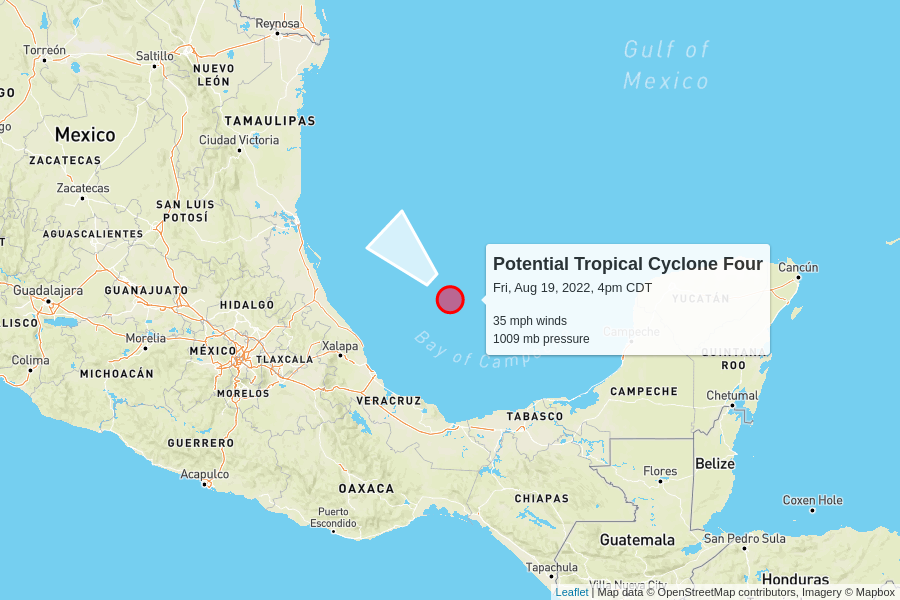 Reynosa
Gulf of
Mexico
Torreón
Saltillo
NUEVO
LEÓN
GO
TAMAULIPAS
go
Mexico
Ciudad Victoria
ZACATECAS
Zacatecas
SAN LUIS
POTOSÍ
AGUASCALIENTES
T
Potential Tropical Cyclone Four
Fri, Aug 19, 2022, 4pm CDT
35 mph winds
1009 mb pressure
Cancún
YUCATÁN
Guadalajara
GUANAJUATO
HIDALGO
ALISCO
Campeche
Morelia
Xalapa
Bay of Campe
MÉXICO
TLAXCALA
QUINTANA
ROO
Colima
MICHOACÁN
MORELOS
VERACRUZ
CAMPECHE
Chetumal
TABASCO
GUERRERO
Belize
Flores
Acapulco
OAXACA
CHIAPAS
Coxen Hole
Puerto
Escondido
Guatemala
San Pedro Sula
Tapachula
Villa Nueva City
Honduras
Leaflet | Map data © OpenStreetMap contributors, Imagery © Mapbox